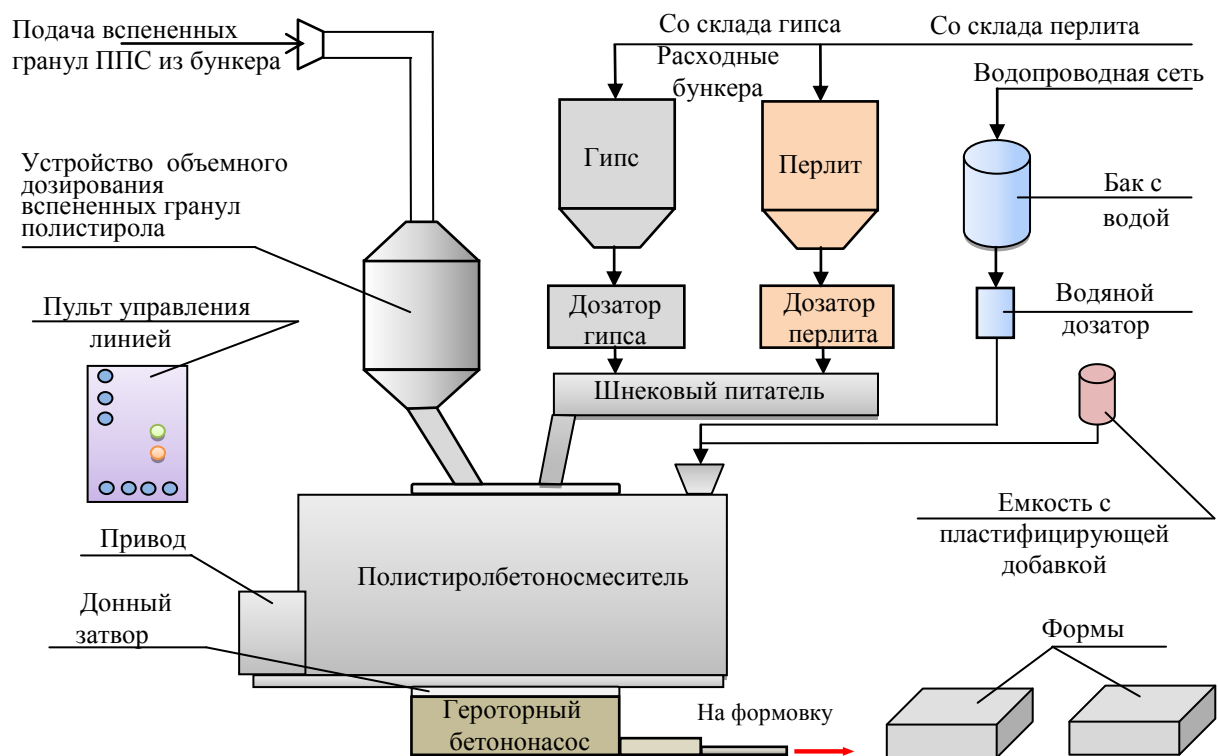 Подача вспененных
гранул ППС из бункера
Со склада гипса
Со склада перлита
Расходные
бункера
Водопроводная сеть
Гипс
Перлит
Бак с
водой
Устройство объемного
дозирования
вспененных гранул
полистирола
Дозатор
гипса
Дозатор
перлита
Водяной
дозатор
Пульт управления
линией
Шнековый питатель
Емкость с
пластифицирующей
добавкой
Привод
Полистиролбетоносмеситель
Донный
затвор
Формы
Героторный
бетононасос
На формовку